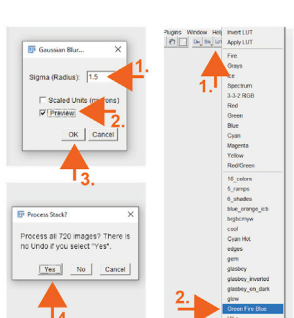 Gaussian Blur...
Sigma (Radius): 1.5
1.
Scaled Units (microns)
Preview
2.
OK Cancel
3.
Process Stack?
Process all 720 images? There is
no Undo if you select "Yes".
Yes No Cancel
4.
Plugins Window Help
1.
Invert LUT
Apply LUT
Fire
Grays
Ice
Spectrum
3-3-2 RGB
Red
Green
Blue
Cyan
Magenta
Yellow
Red/Green
16_colors
5_ramps
6_shades
blue_orange_icb
brgbcmyw
cool
Cyan Hot
edges
gem
glasbey
glasbey_inverted
glasbey_on_dark
glow
2.
Green Fire Blue